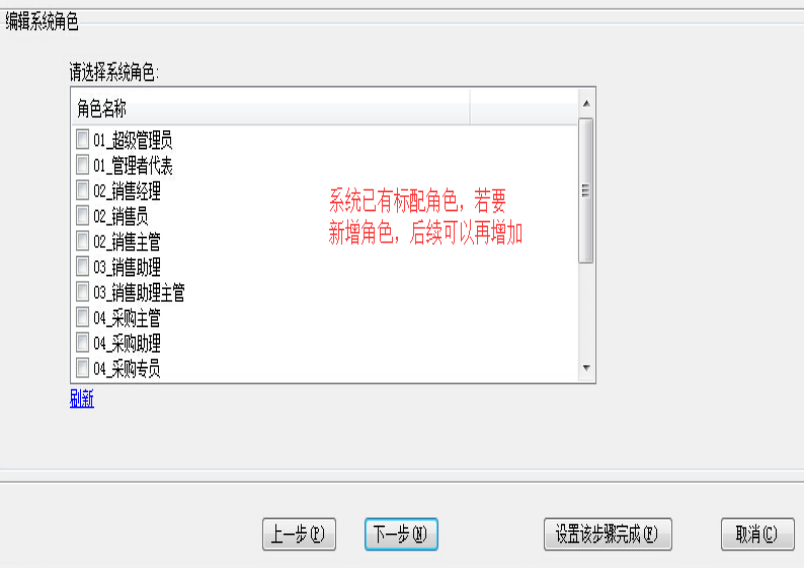 编辑系统角色
请选择系统角色:
角色名称
01_超级管理员
01_管理者代表
02_销售经理
02_销售员
02_销售主管
03_销售助理
03_销售助理主管
04_采购主管
04_采购助理
04_采购专员
系统已有标配角色，若要
新增角色，后续可以再增加
刷新
上一步(P) 下一步(N) 设置该步骤完成(F) 取消(C)